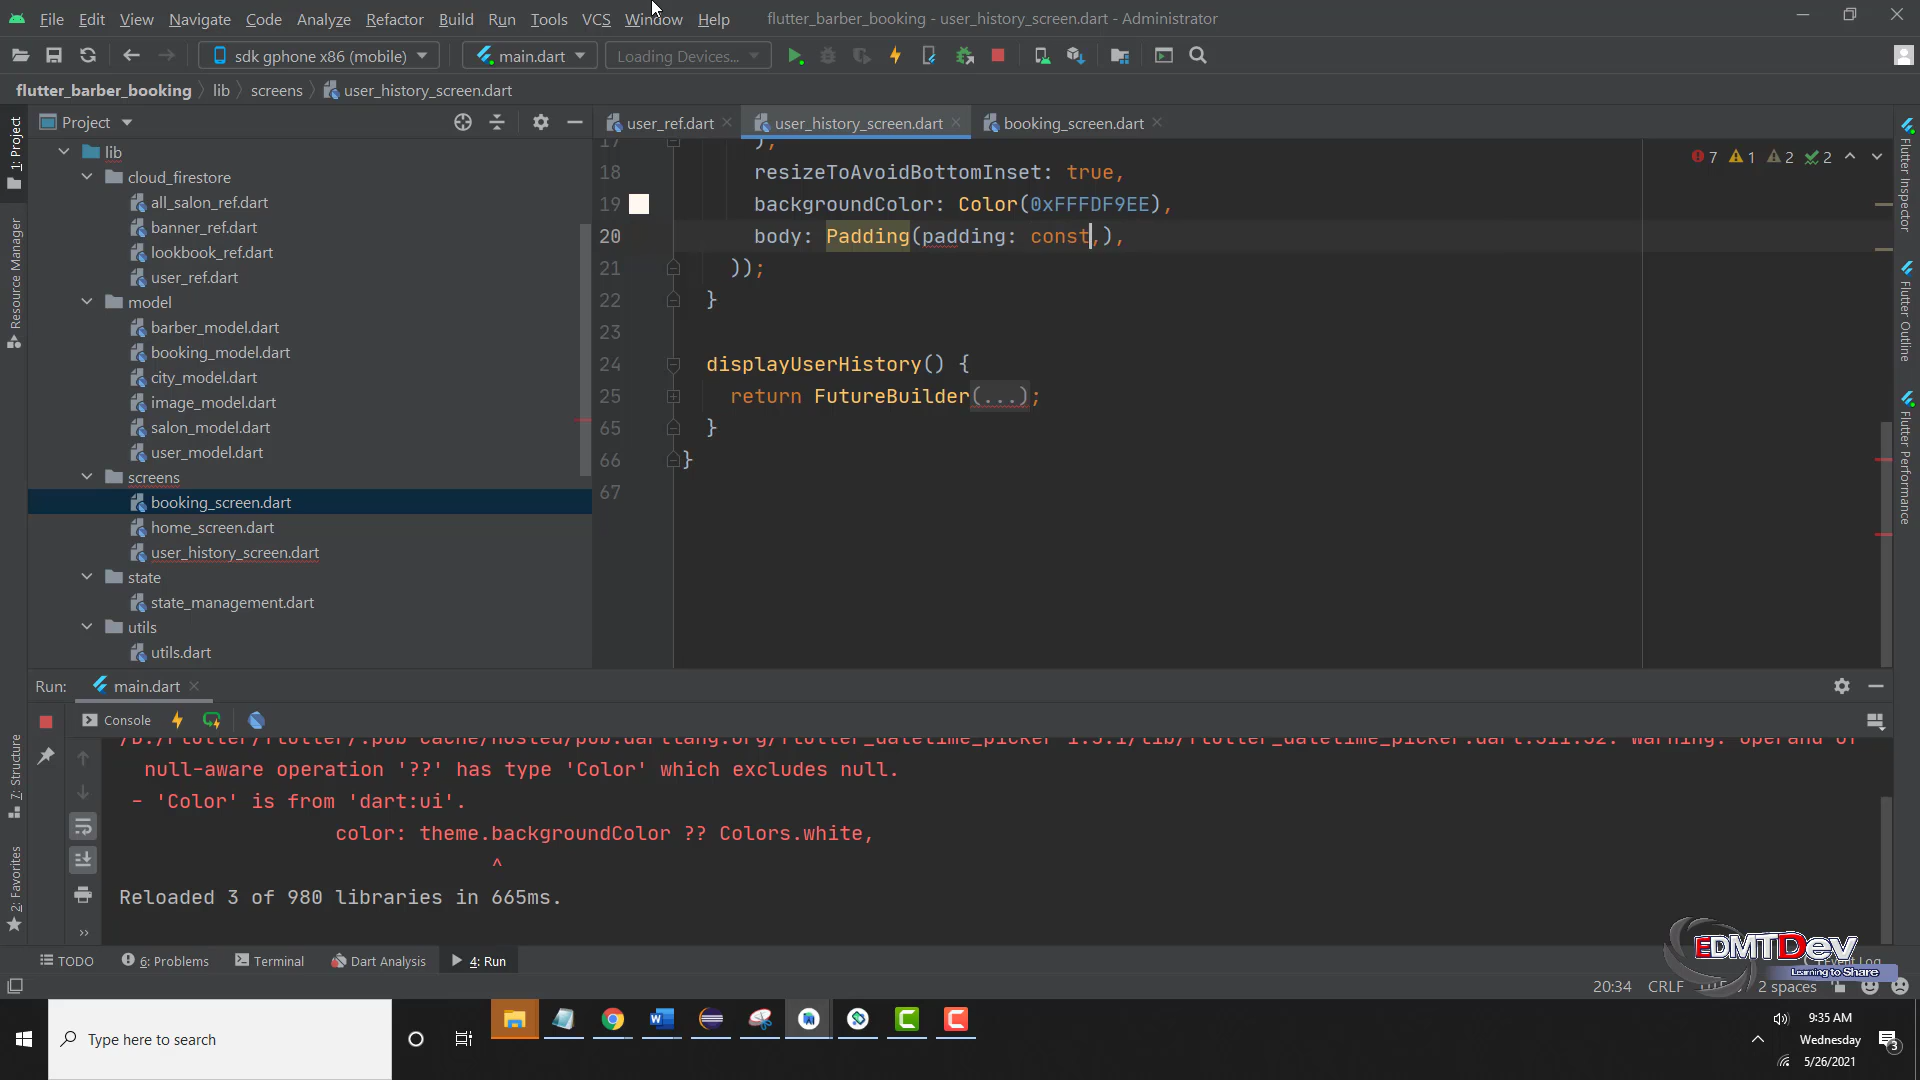 File Edit View Navigate Code Analyze Refactor Build Run Tools VCS Window Help flutter_barber_booking - user_history_screen.dart - Administrator
sdk gphone x86 (mobile) main.dart Loading Devices...
flutter_barber_booking lib screens user_history_screen.dart
Project user_ref.dart user_history_screen.dart booking_screen.dart
1: Project
Resource Manager
7: Structure
2: Favorites
lib
cloud_firestore
all_salon_ref.dart
banner_ref.dart
lookbook_ref.dart
user_ref.dart
model
barber_model.dart
booking_model.dart
city_model.dart
image_model.dart
salon_model.dart
user_model.dart
screens
booking_screen.dart
home_screen.dart
user_history_screen.dart
state
state_management.dart
utils
utils.dart
7 1 2 2
17 ),
18 resizeToAvoidBottomInset: true,
19 backgroundColor: Color(0xFFFDF9EE),
20 body: Padding(padding: const,),
21 ));
22 }
23
24 displayUserHistory() {
25 return FutureBuilder(...);
65 }
66 }
67
Flutter Inspector
Flutter Outline
Flutter Performance
Run: main.dart
Console
/D:/Flutter/flutter/.pub-cache/hosted/pub.dartlang.org/flutter_datetime_picker-1.5.1/lib/flutter_datetime_picker.dart:311:32: Warning: Operand of
null-aware operation '??' has type 'Color' which excludes null.
- 'Color' is from 'dart:ui'.
color: theme.backgroundColor ?? Colors.white,
^
Reloaded 3 of 980 libraries in 665ms.
TODO 6: Problems Terminal Dart Analysis 4: Run
EDMTDev
Learning to Share
20:34 CRLF 2 spaces
Type here to search
9:35 AM
Wednesday
5/26/2021
3